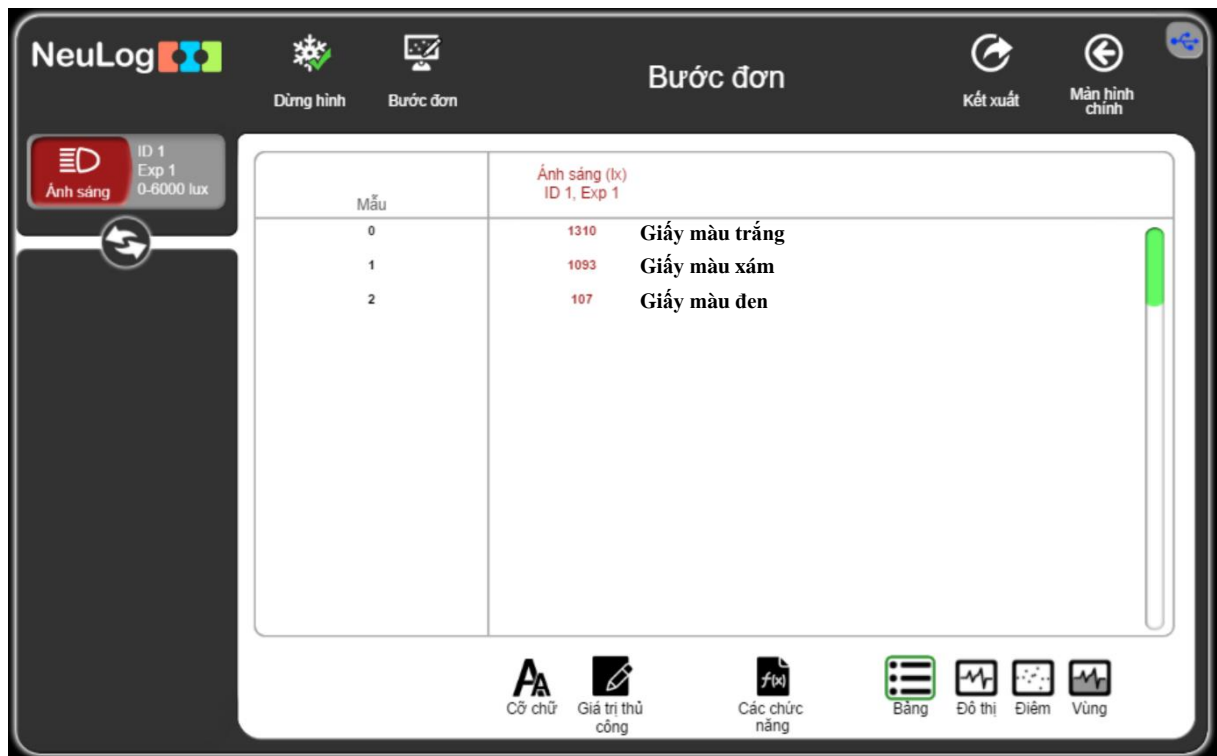 NeuLog
Dừng hình
Bước đơn
Bước đơn
Kết xuất
Màn hình
chính
Ánh sáng
ID 1
Exp 1
0-6000 lux
Mẫu
Ánh sáng (lx)
ID 1, Exp 1
0 1310 Giấy màu trắng
1 1093 Giấy màu xám
2 107 Giấy màu đen
AA
Cỡ chữ
Giá trị thủ
công
f(x)
Các chức
năng
Bảng
Đồ thị
Điểm
Vùng